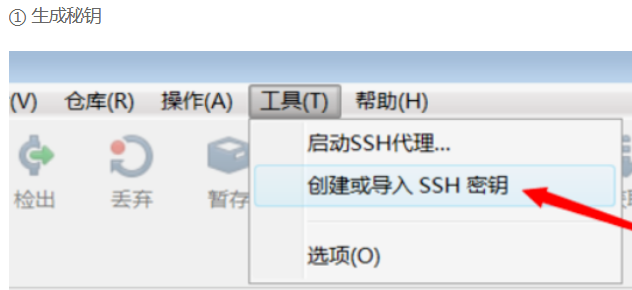 ① 生成秘钥
(V) 仓库(R) 操作(A) 工具(T) 帮助(H)
检出 丢弃 暂存
启动SSH代理...
创建或导入 SSH 密钥
选项(O)